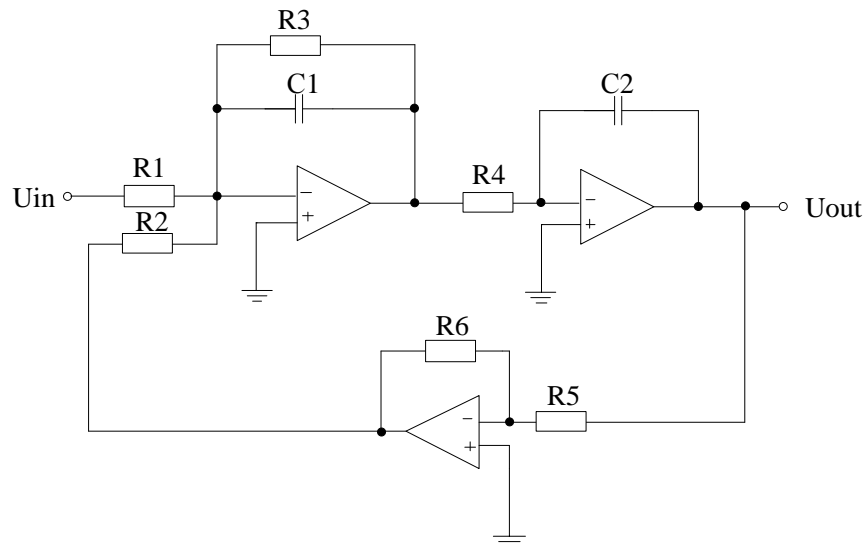 R3
C1
C2
R1
R4
Uin
−
−
R2
+
+
Uout
R6
R5
−
+